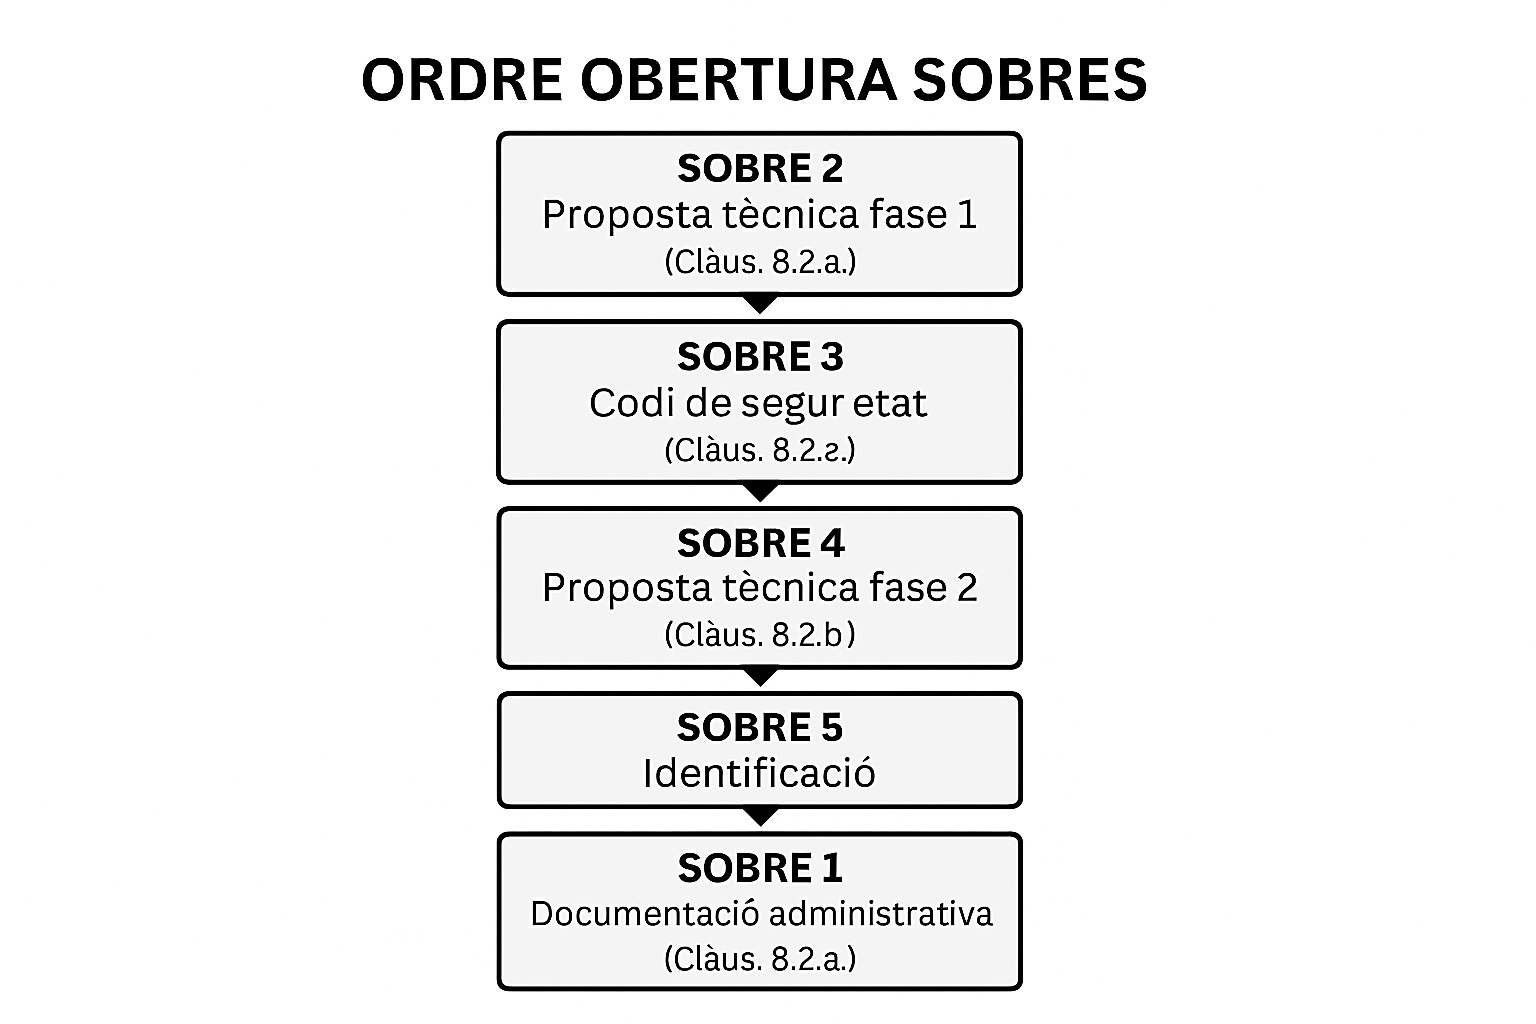 ORDRE OBERTURA SOBRES
SOBRE 2
Proposta tècnica fase 1
(Clàus. 8.2.a.)
SOBRE 3
Codi de segur etat
(Clàus. 8.2.ƨ.)
SOBRE 4
Proposta tècnica fase 2
(Clàus. 8.2.b)
SOBRE 5
Identificació
SOBRE 1
Documentació administrativa
(Clàus. 8.2.a.)